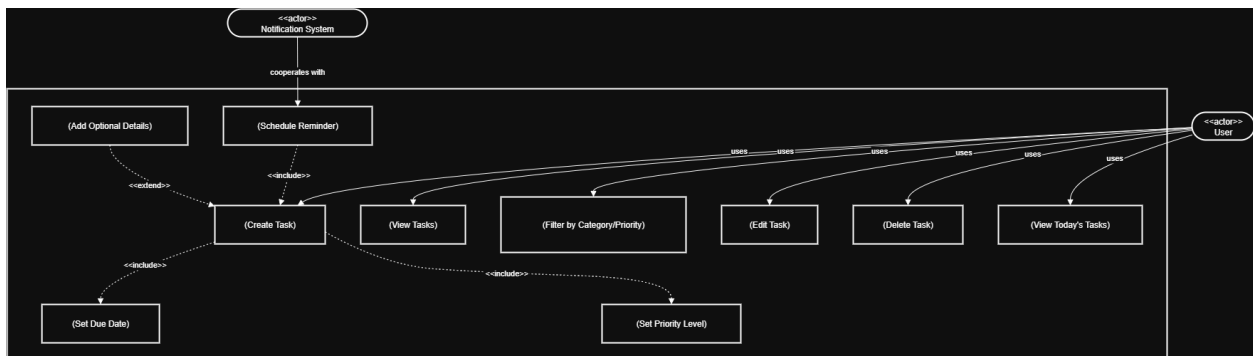 <<actor>>
Notification System
cooperates with
(Add Optional Details)
(Schedule Reminder)
<<actor>>
User
uses
uses
uses
uses
uses
uses
<<extend>>
<<include>>
(Create Task)
(View Tasks)
(Filter by Category/Priority)
(Edit Task)
(Delete Task)
(View Today's Tasks)
<<include>>
<<include>>
(Set Due Date)
(Set Priority Level)